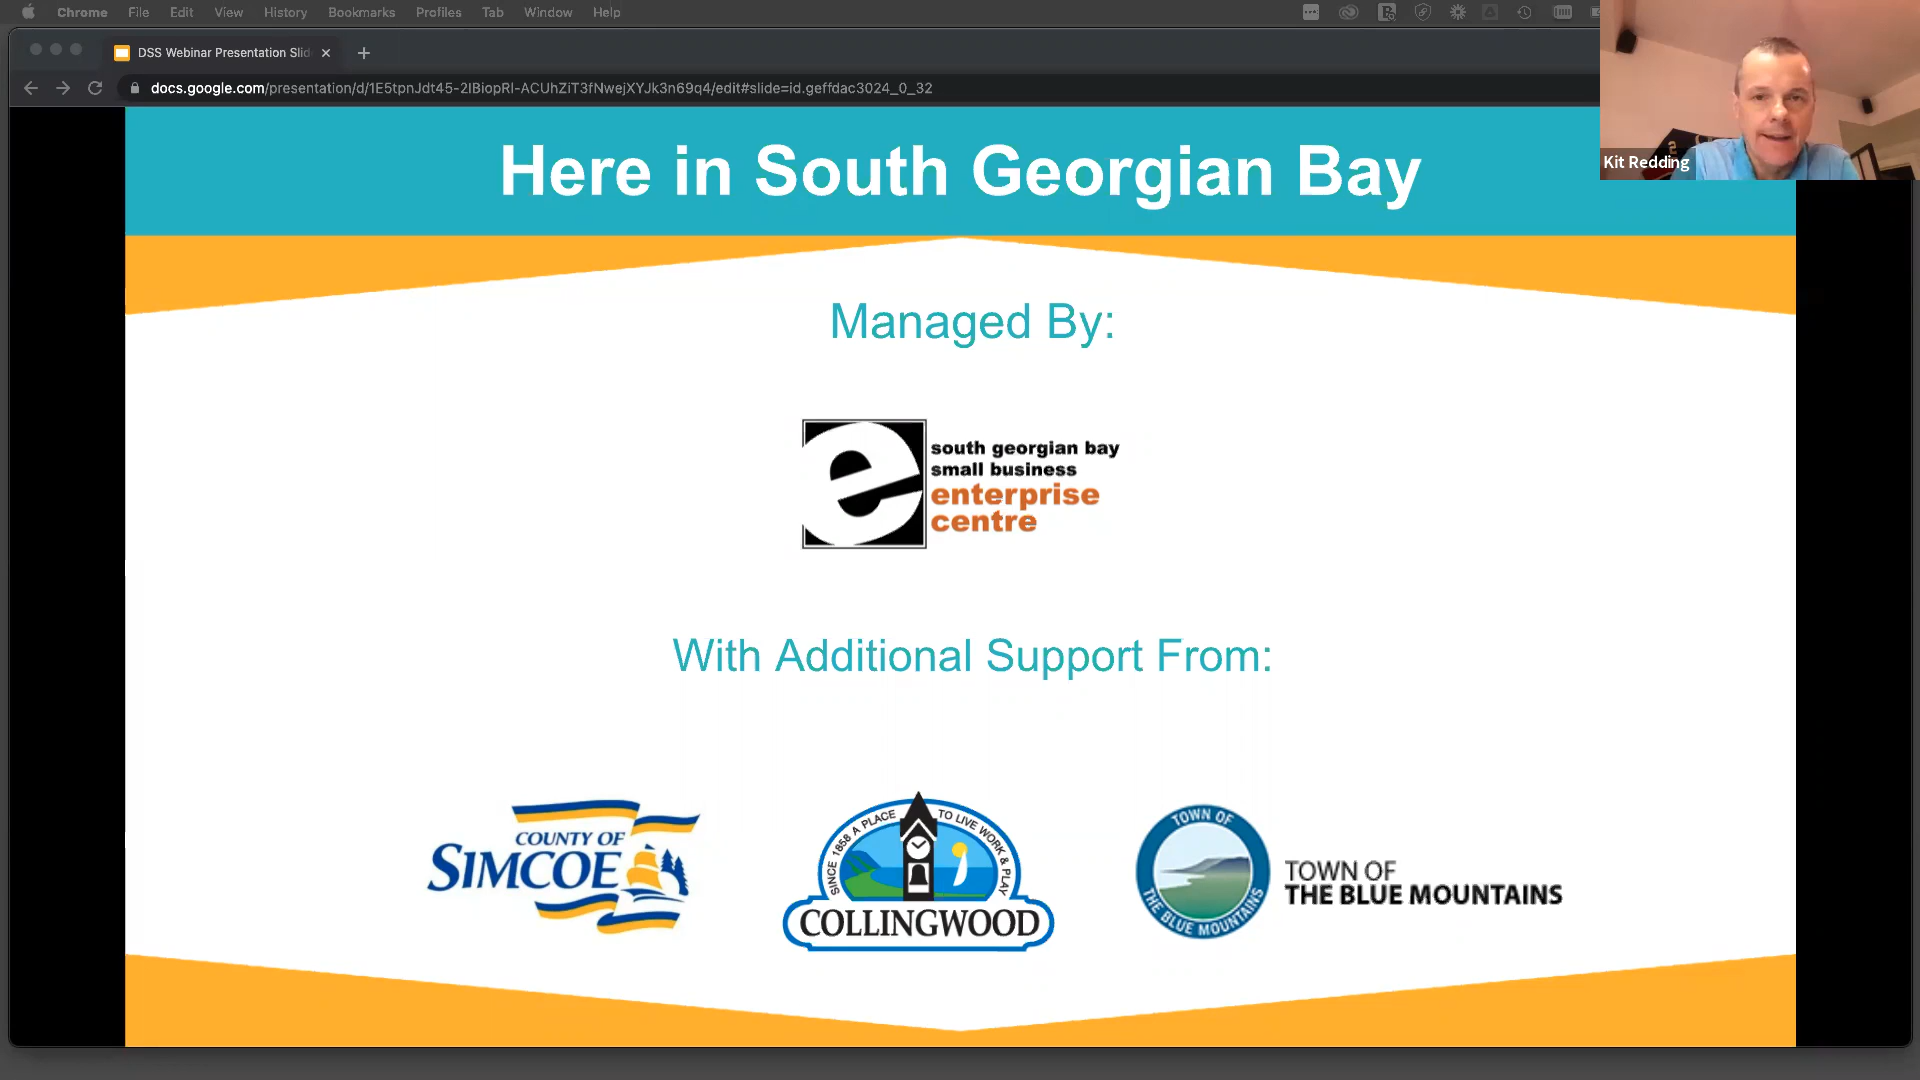 Chrome File Edit View History Bookmarks Profiles Tab Window Help
DSS Webinar Presentation Slid
docs.google.com/presentation/d/1E5tpnJdt45-2IBiopRI-ACUhZiT3fNwejXYJk3n69q4/edit#slide=id.geffdac3024_0_32
Kit Redding
Here in South Georgian Bay
Managed By:
e
south georgian bay
small business
enterprise
centre
With Additional Support From:
COUNTY OF
SIMCOE
SINCE 1858 A PLACE TO LIVE WORK & PLAY
COLLINGWOOD
TOWN OF
THE BLUE MOUNTAINS
TOWN OF
THE BLUE MOUNTAINS